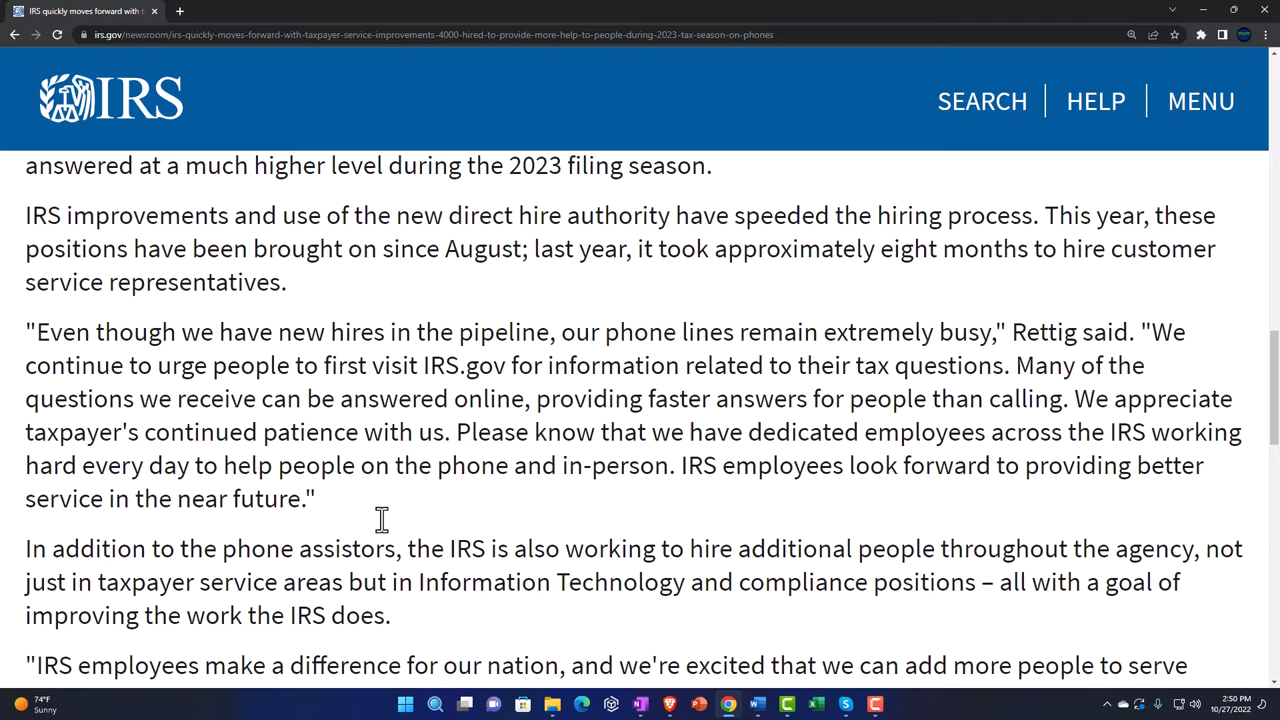 IRS quickly moves forward with t
irs.gov/newsroom/irs-quickly-moves-forward-with-taxpayer-service-improvements-4000-hired-to-provide-more-help-to-people-during-2023-tax-season-on-phones
IRS
SEARCH
HELP
MENU
answered at a much higher level during the 2023 filing season.
IRS improvements and use of the new direct hire authority have speeded the hiring process. This year, these
positions have been brought on since August; last year, it took approximately eight months to hire customer
service representatives.
"Even though we have new hires in the pipeline, our phone lines remain extremely busy," Rettig said. "We
continue to urge people to first visit IRS.gov for information related to their tax questions. Many of the
questions we receive can be answered online, providing faster answers for people than calling. We appreciate
taxpayer's continued patience with us. Please know that we have dedicated employees across the IRS working
hard every day to help people on the phone and in-person. IRS employees look forward to providing better
service in the near future."
In addition to the phone assistors, the IRS is also working to hire additional people throughout the agency, not
just in taxpayer service areas but in Information Technology and compliance positions – all with a goal of
improving the work the IRS does.
"IRS employees make a difference for our nation, and we're excited that we can add more people to serve
74°F
Sunny
2:50 PM
10/27/2022